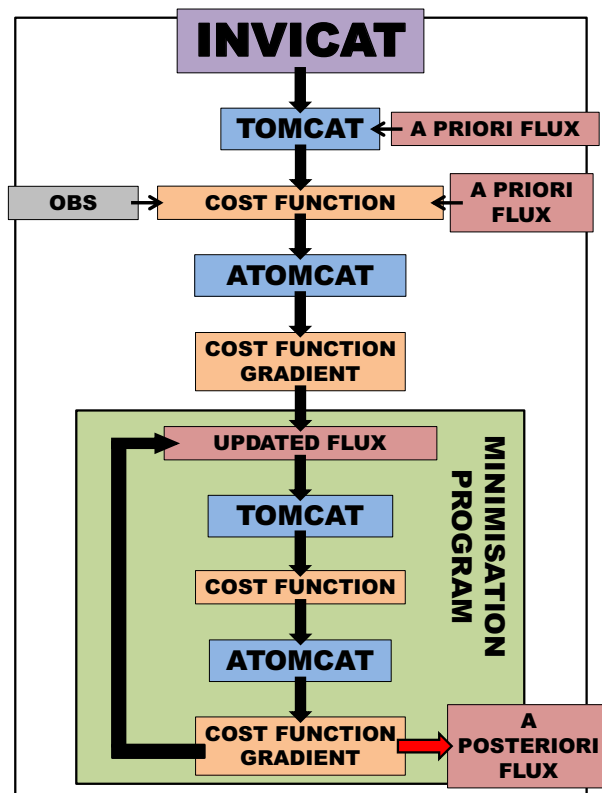 INVICAT
TOMCAT
A PRIORI FLUX
OBS
COST FUNCTION
A PRIORI
FLUX
ATOMCAT
COST FUNCTION
GRADIENT
UPDATED FLUX
MINIMISATION
PROGRAM
TOMCAT
COST FUNCTION
ATOMCAT
COST FUNCTION
GRADIENT
A
POSTERIORI
FLUX